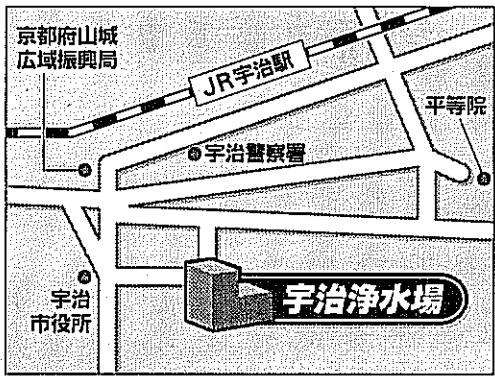 京都府山城
広域振興局
JR宇治駅
平等院
宇治警察署
宇治浄水場
宇治
市役所